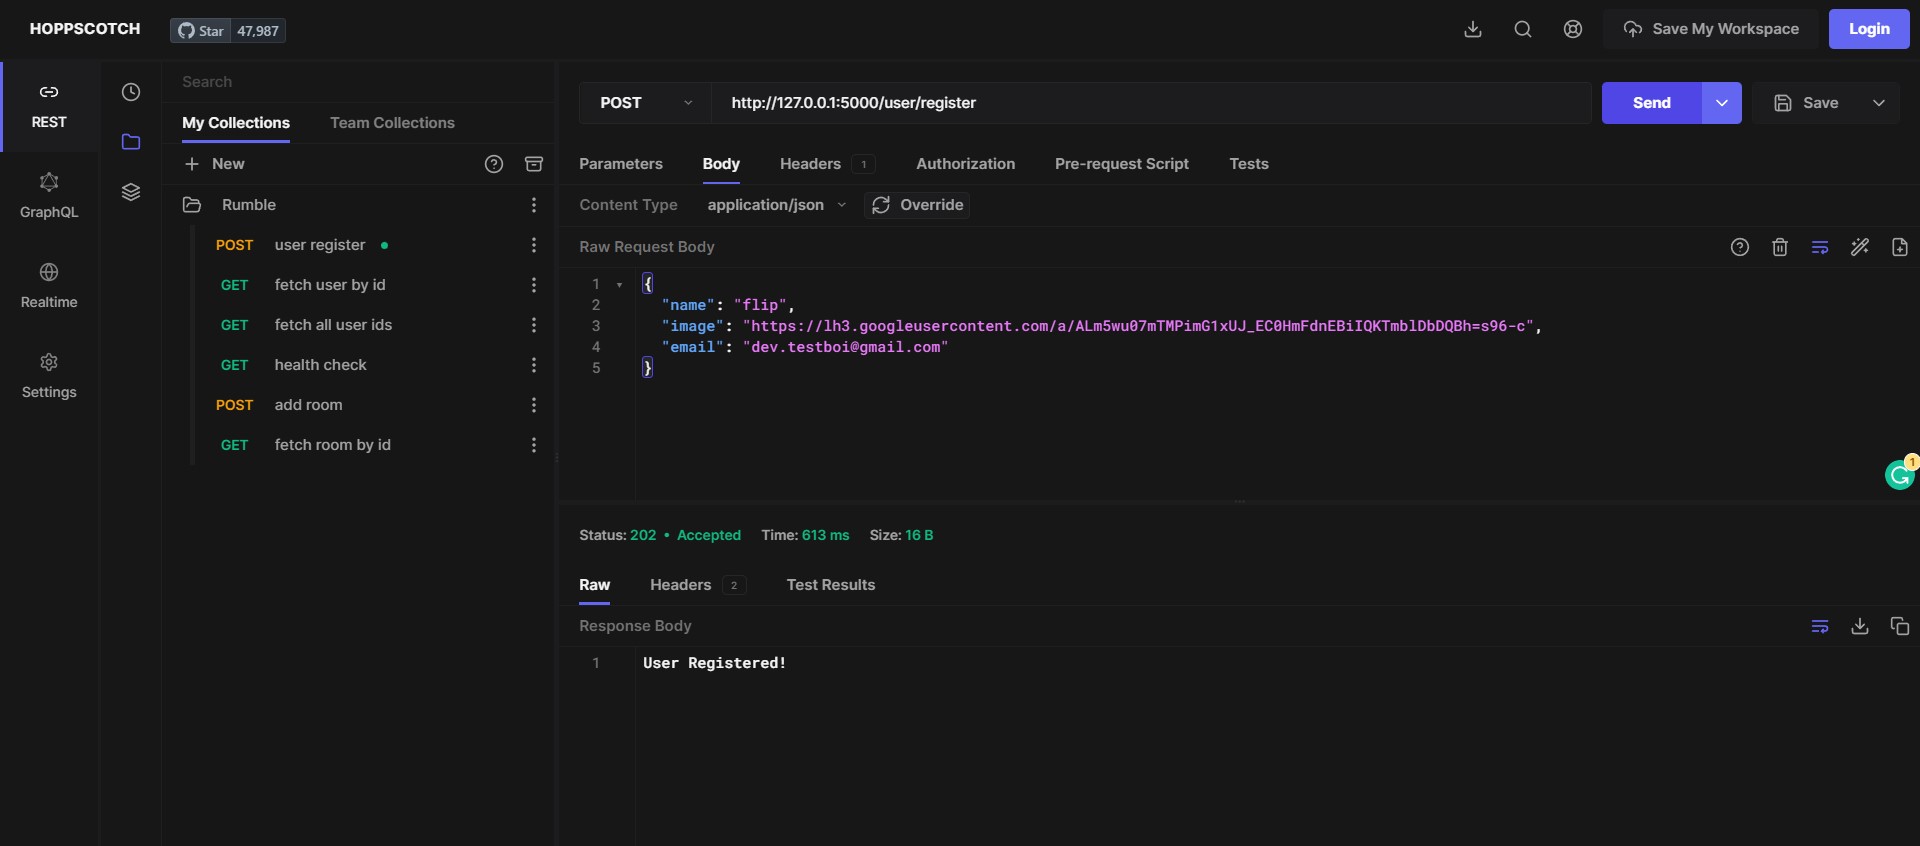 HOPPSCOTCH
Star 47,987
Save My Workspace
Login
REST
GraphQL
Realtime
Settings
Search
My Collections Team Collections
New
Rumble
POST user register
GET fetch user by id
GET fetch all user ids
GET health check
POST add room
GET fetch room by id
POST http://127.0.0.1:5000/user/register Send Save
Parameters Body Headers 1 Authorization Pre-request Script Tests
Content Type application/json Override
Raw Request Body
1 {
2 "name": "flip",
3 "image": "https://lh3.googleusercontent.com/a/ALm5wu07mTMPimG1xUJ_EC0HmFdnEBiIQKTmblDbDQBh=s96-c",
4 "email": "dev.testboi@gmail.com"
5 }
1
Status: 202 • Accepted Time: 613 ms Size: 16 B
Raw Headers 2 Test Results
Response Body
1 User Registered!